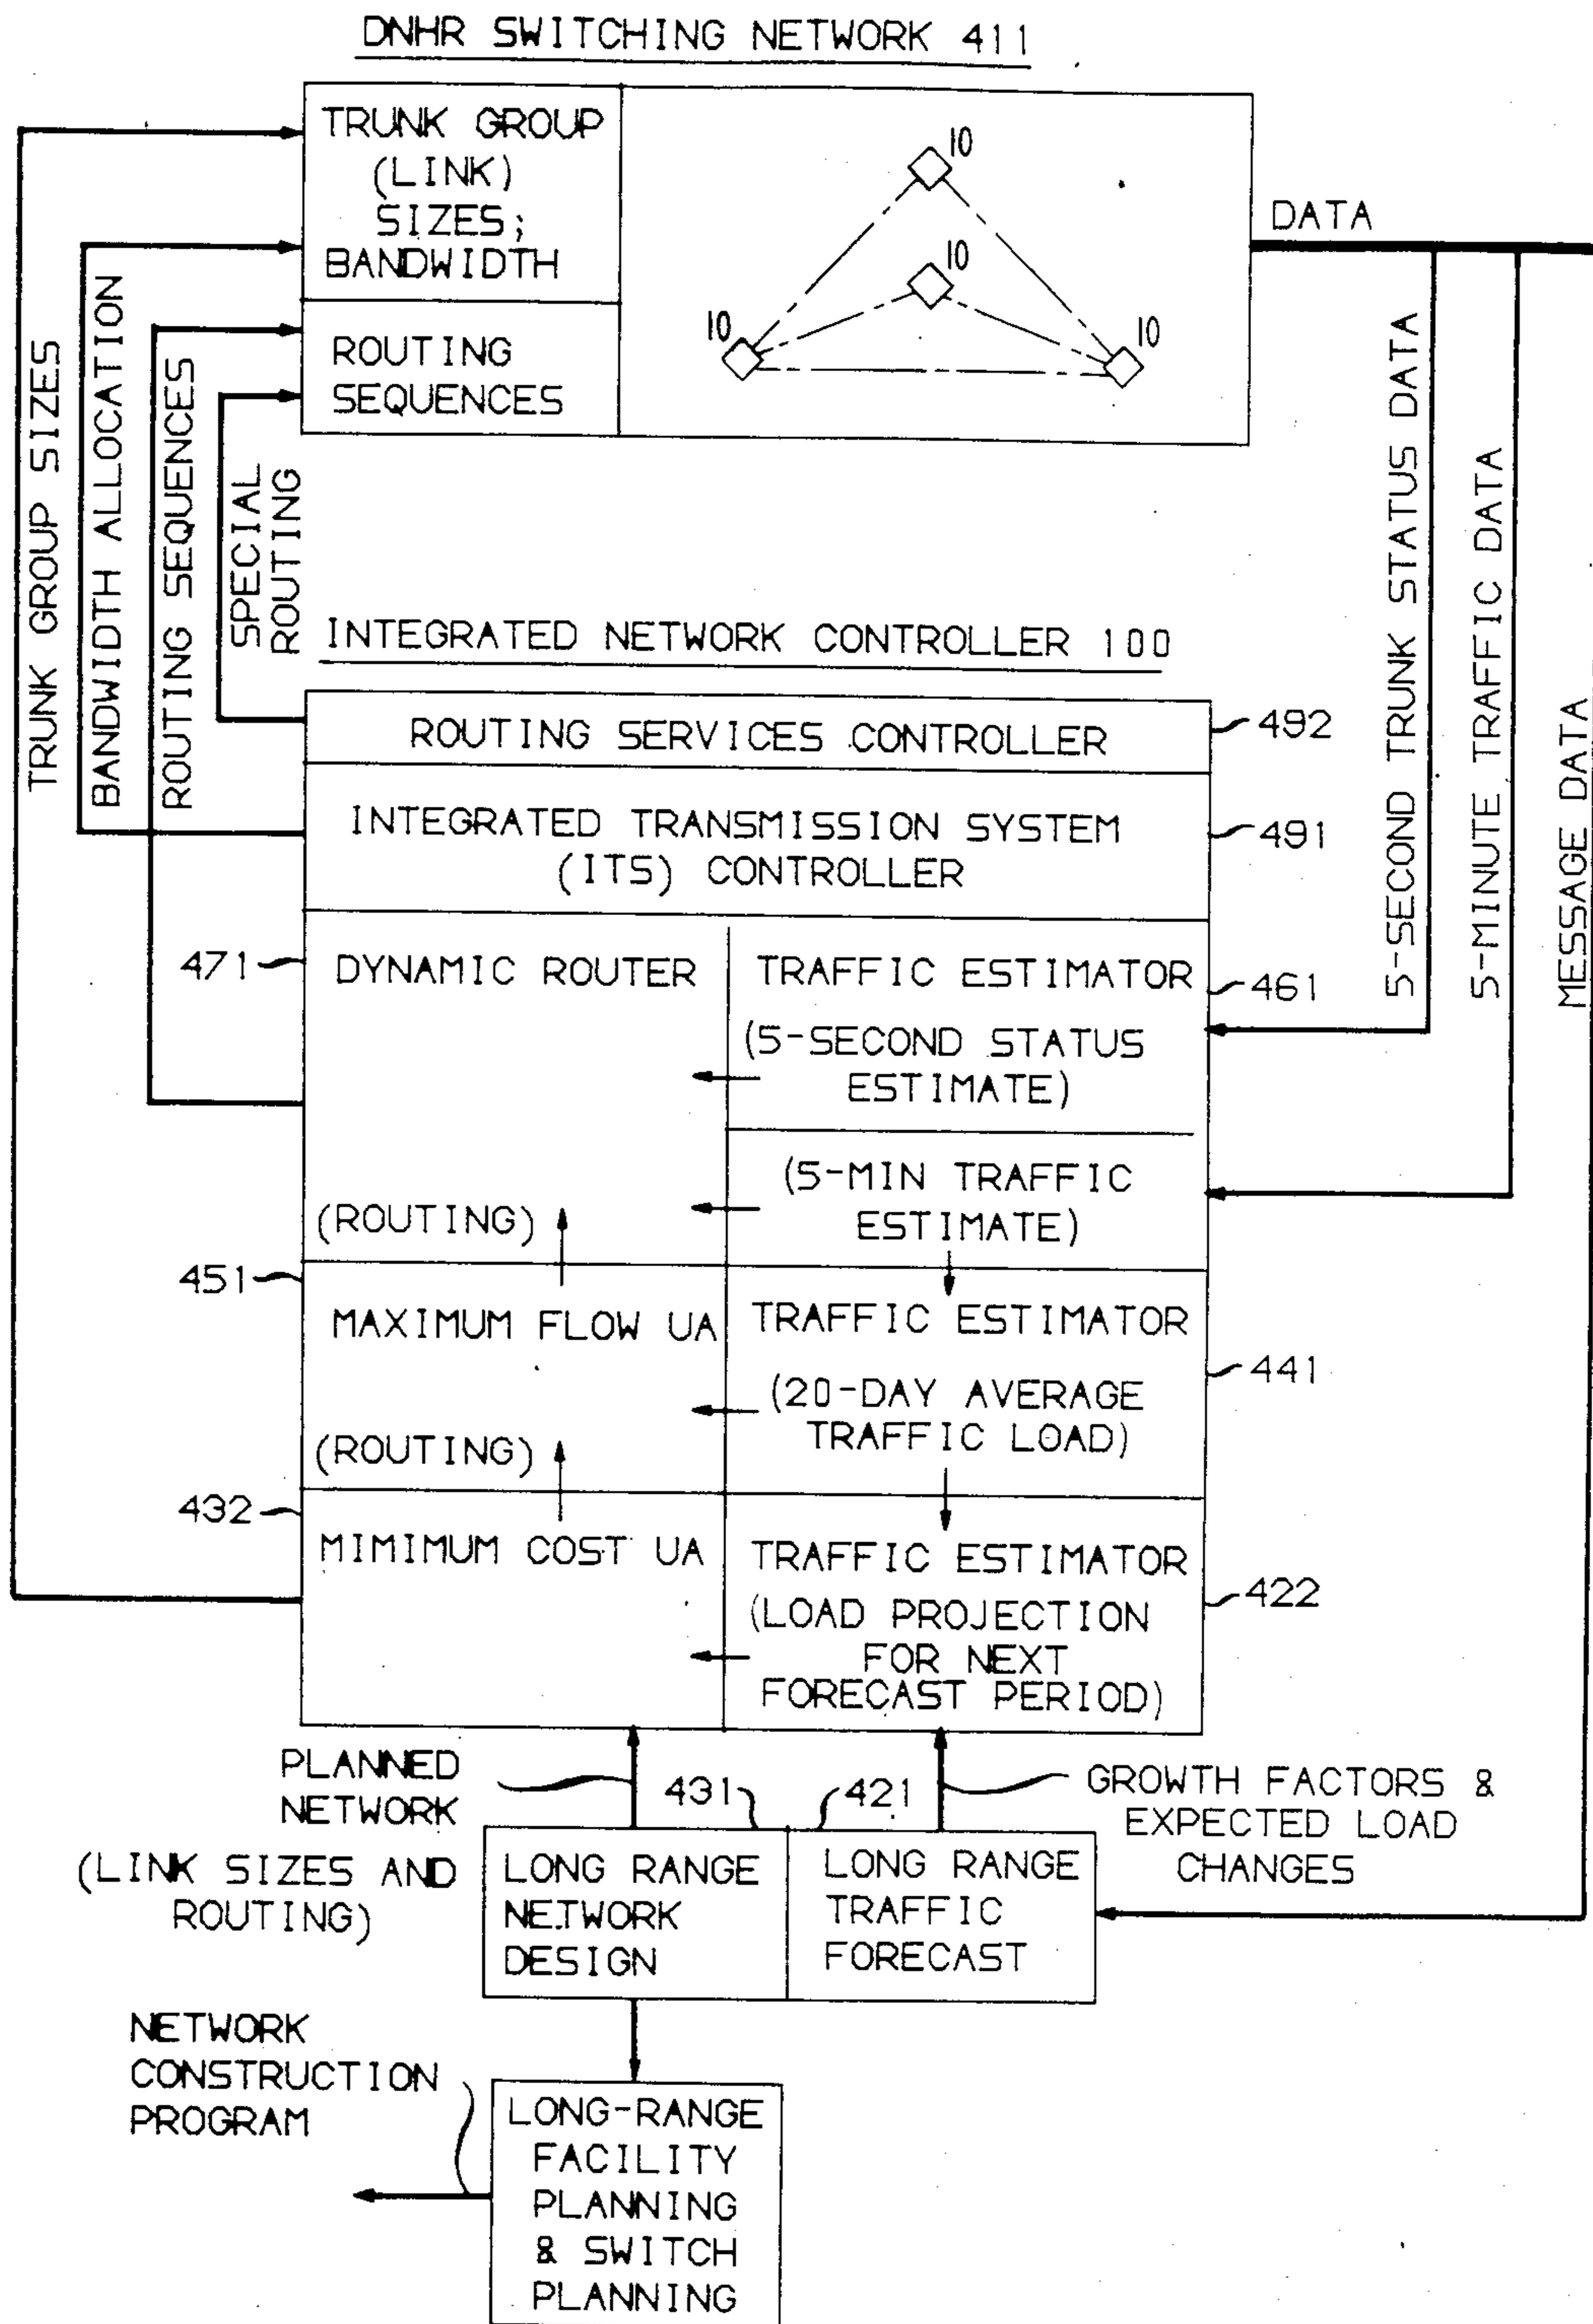 DNHR SWITCHING NETWORK 411
TRUNK GROUP
(LINK)
SIZES;
BANDWIDTH
ROUTING
SEQUENCES
10
10
10
10
DATA
TRUNK GROUP SIZES
BANDWIDTH ALLOCATION
ROUTING SEQUENCES
SPECIAL
ROUTING
5-SECOND TRUNK STATUS DATA
5-MINUTE TRAFFIC DATA
MESSAGE DATA
INTEGRATED NETWORK CONTROLLER 100
ROUTING SERVICES CONTROLLER
492
INTEGRATED TRANSMISSION SYSTEM
(ITS) CONTROLLER
491
471
DYNAMIC ROUTER
(ROUTING)
TRAFFIC ESTIMATOR
461
(5-SECOND STATUS
ESTIMATE)
(5-MIN TRAFFIC
ESTIMATE)
451
MAXIMUM FLOW UA
(ROUTING)
TRAFFIC ESTIMATOR
(20-DAY AVERAGE
TRAFFIC LOAD)
441
432
MIMIMUM COST UA
TRAFFIC ESTIMATOR
(LOAD PROJECTION
FOR NEXT
FORECAST PERIOD)
422
PLANNED
NETWORK
(LINK SIZES AND
ROUTING)
431
421
GROWTH FACTORS &
EXPECTED LOAD
CHANGES
LONG RANGE
NETWORK
DESIGN
LONG RANGE
TRAFFIC
FORECAST
NETWORK
CONSTRUCTION
PROGRAM
LONG-RANGE
FACILITY
PLANNING
& SWITCH
PLANNING